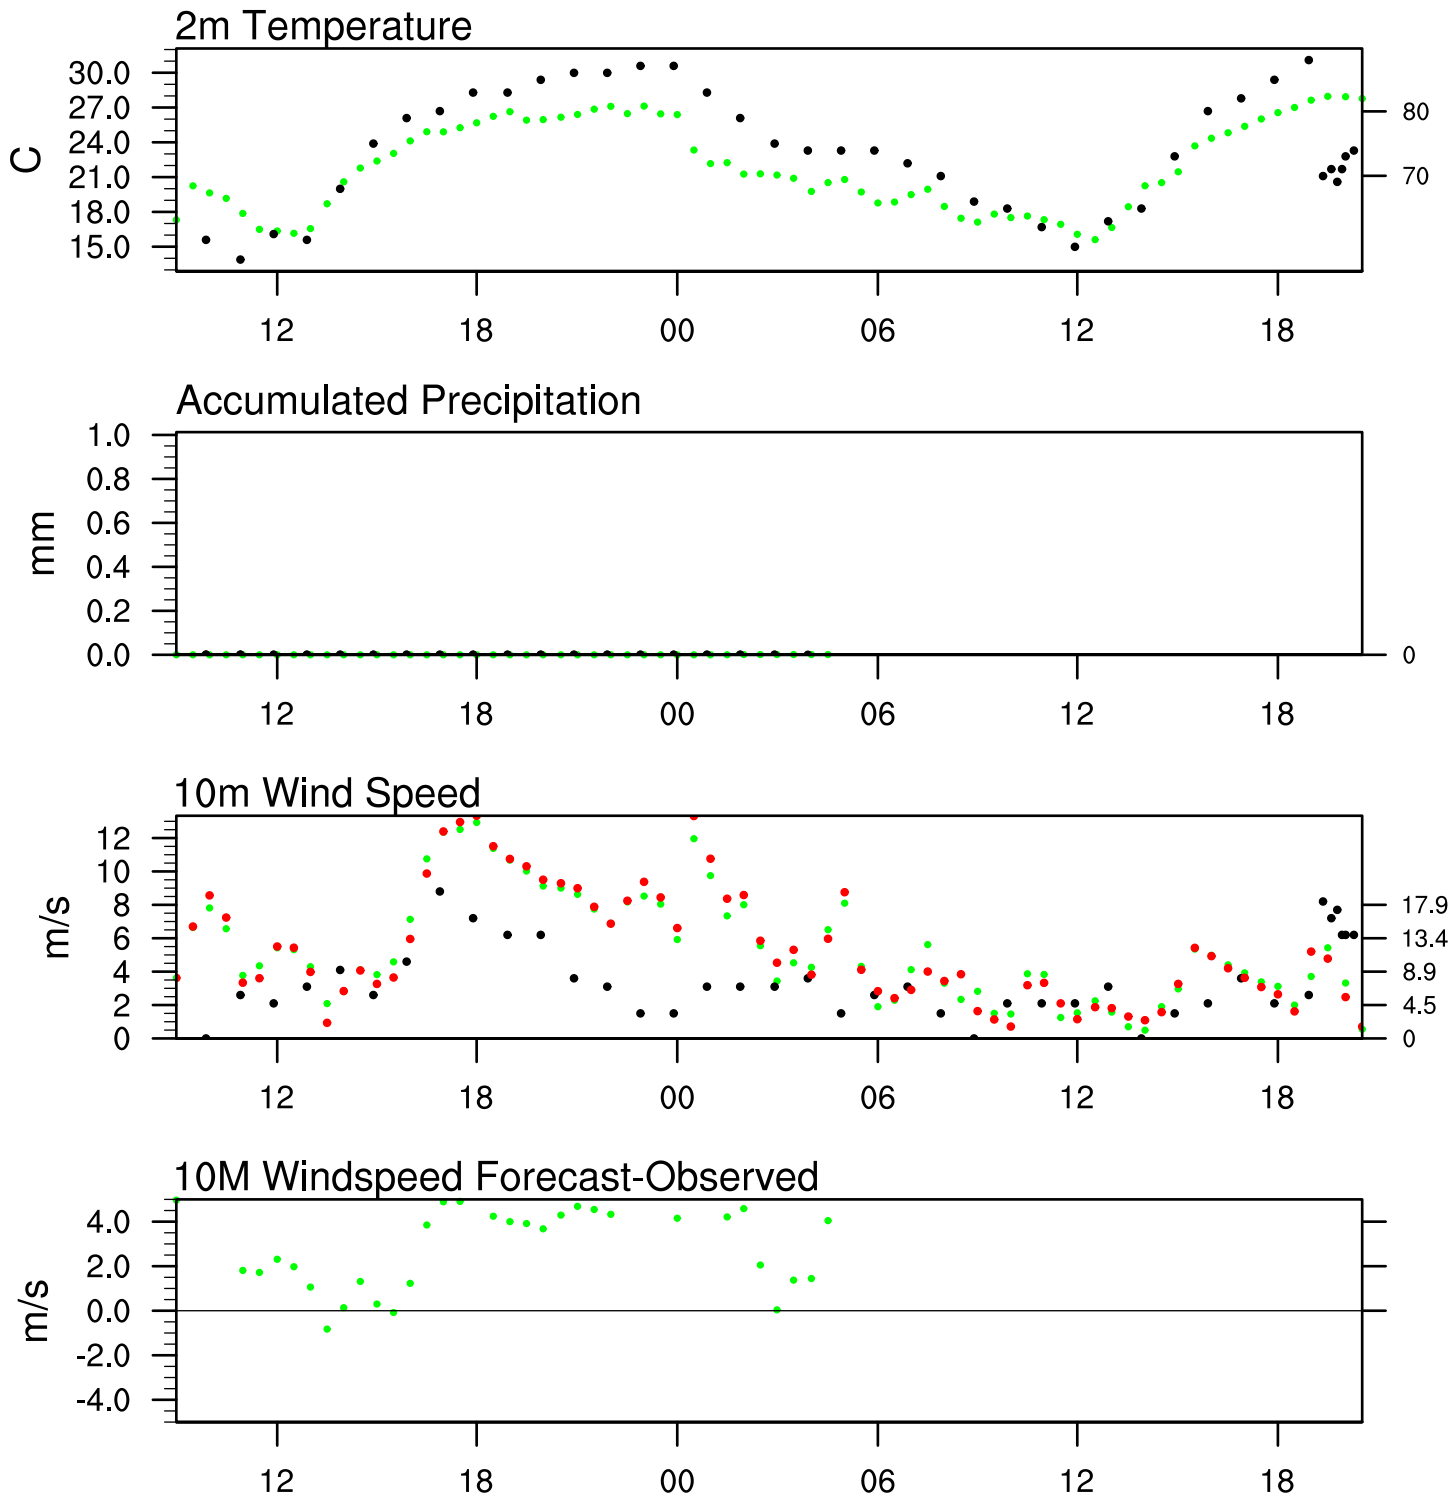 2m Temperature
30.0
27.0
24.0
21.0
18.0
15.0
C
80
70
12 18 00 06 12 18
Accumulated Precipitation
1.0
0.8
0.6
0.4
0.2
0.0
mm
0
12 18 00 06 12 18
10m Wind Speed
12
10
8
6
4
2
0
m/s
17.9
13.4
8.9
4.5
0
12 18 00 06 12 18
10M Windspeed Forecast-Observed
4.0
2.0
0.0
-2.0
-4.0
m/s
12 18 00 06 12 18